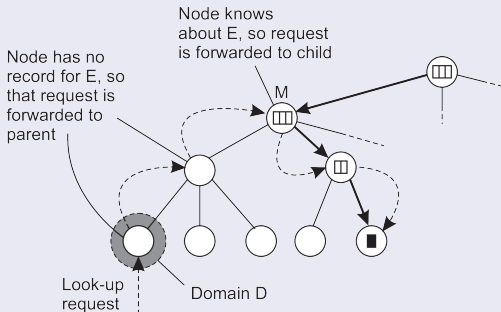 Node knows
about E, so request
is forwarded to child
Node has no
record for E, so
that request is
forwarded to
parent
M
Look-up
request
Domain D